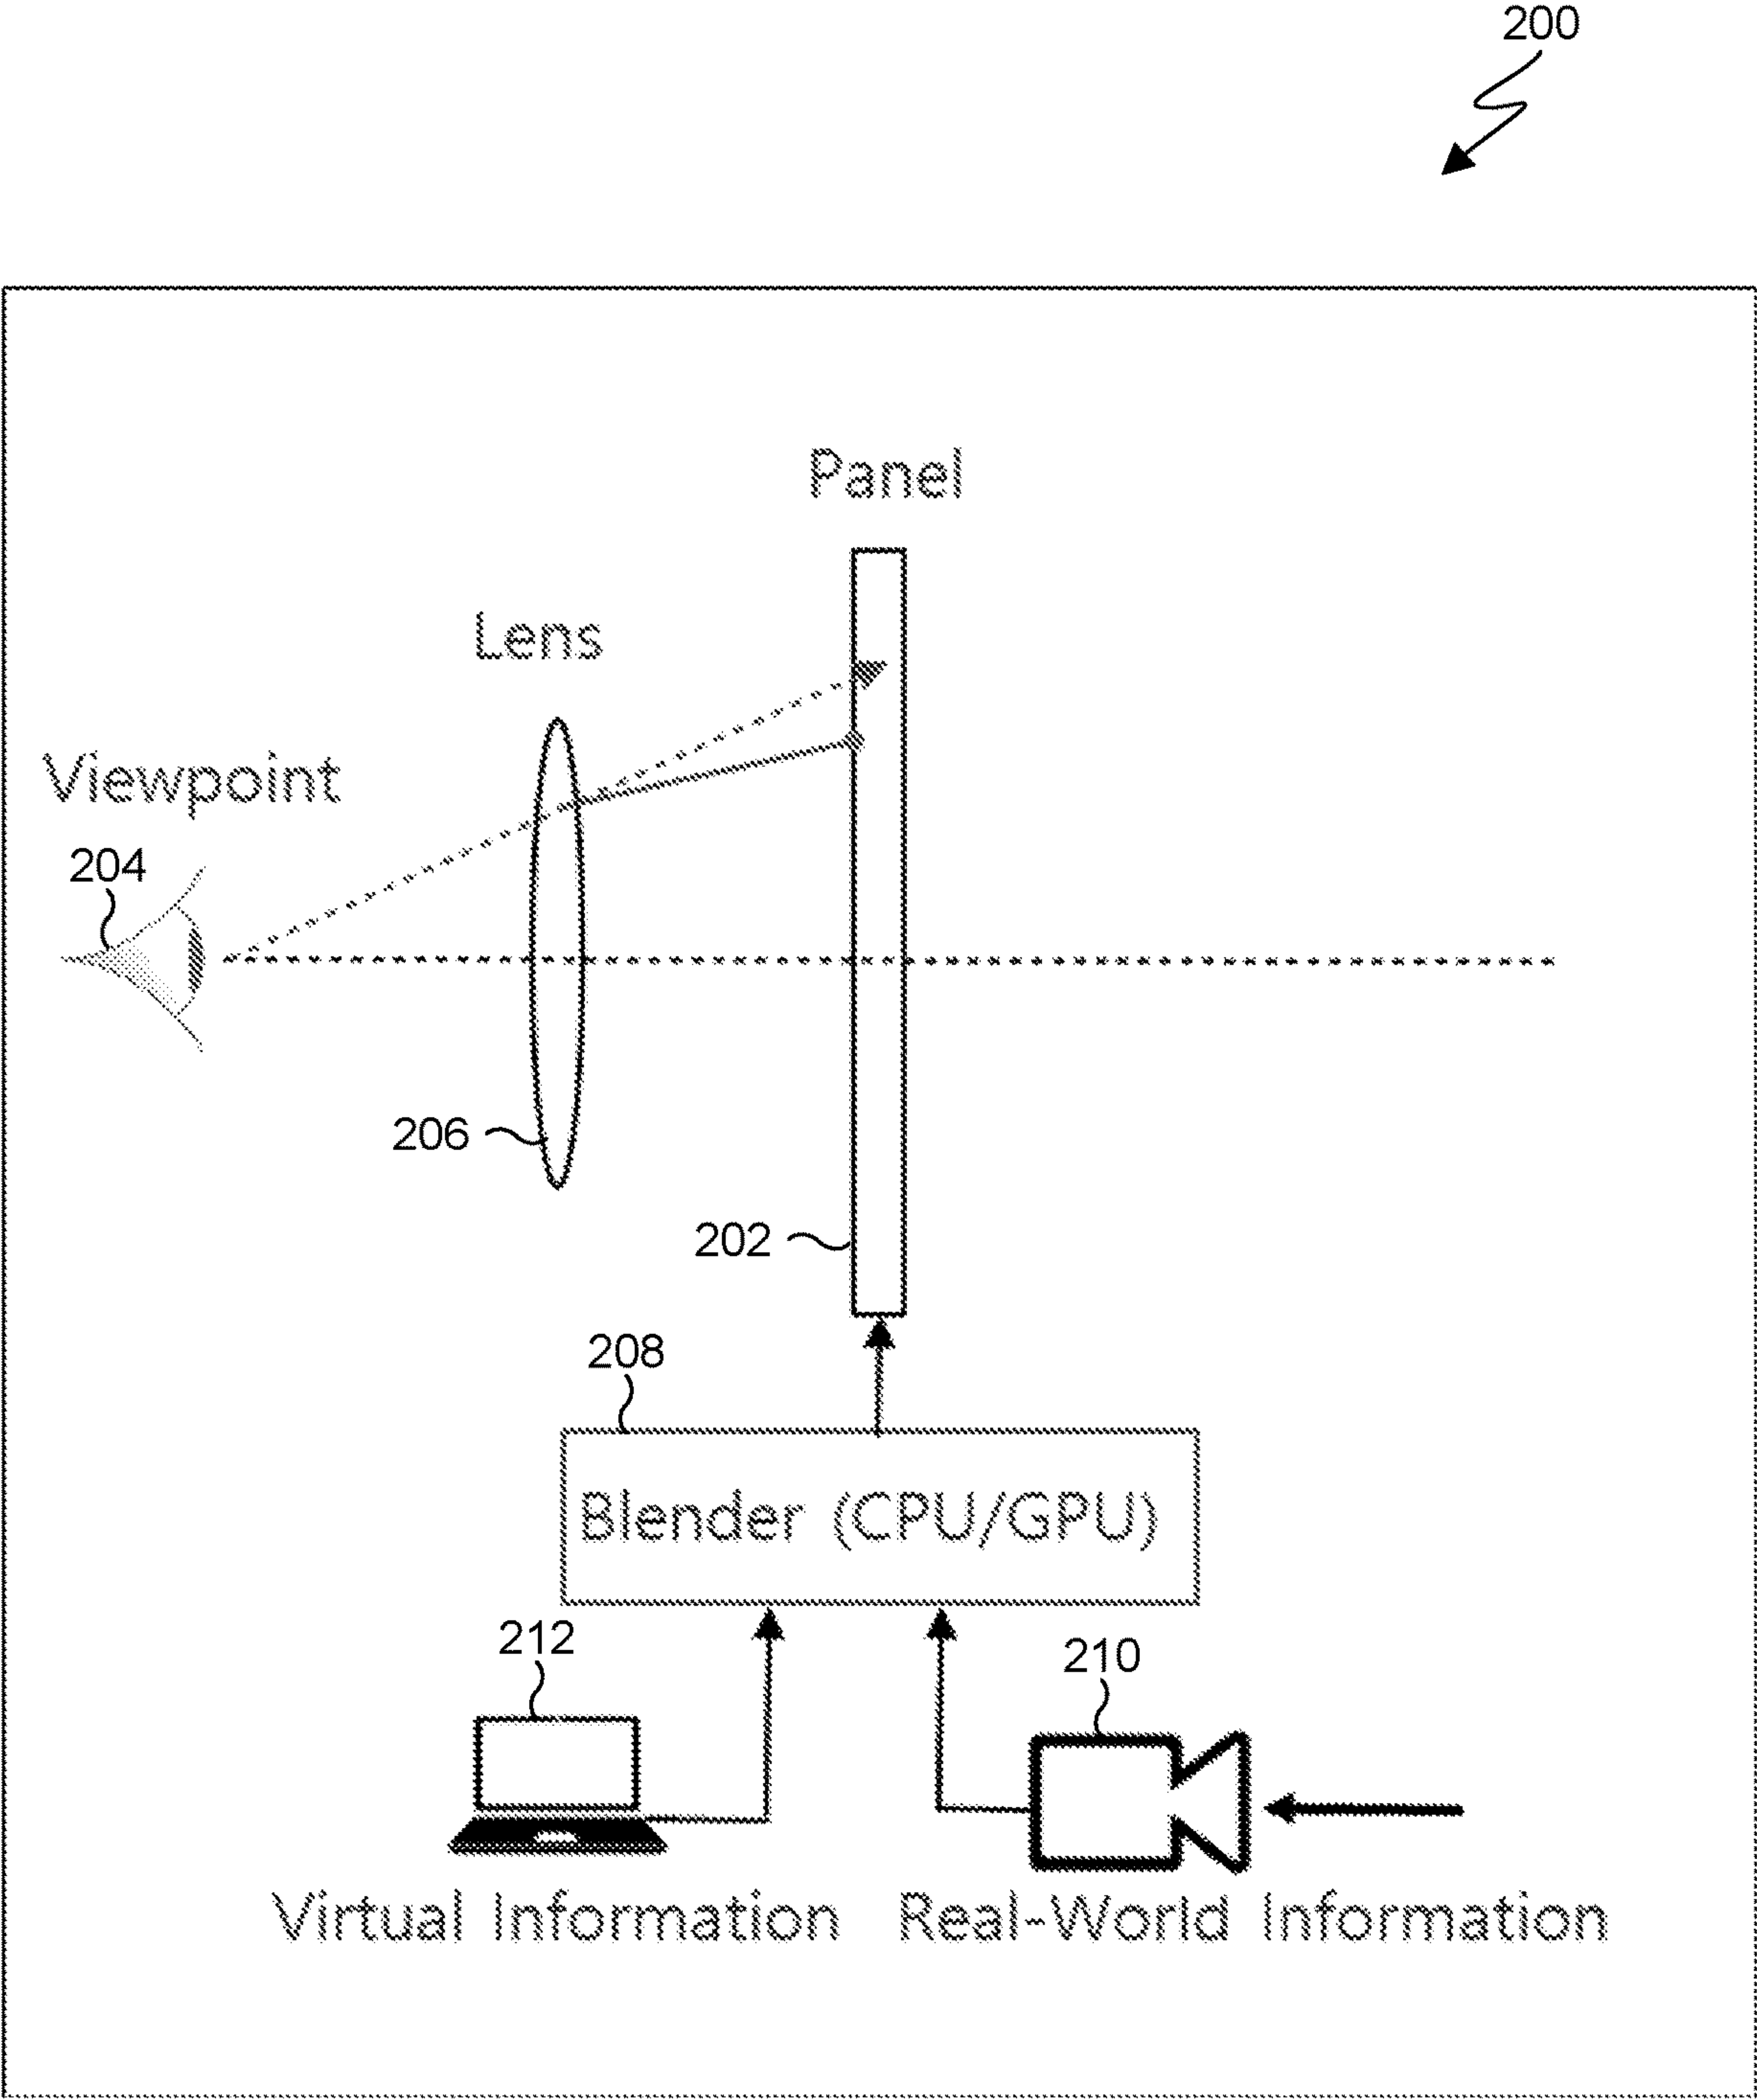 200
Panel
Lens
Viewpoint
204
206
202
208
Blender (CPU/GPU)
212
210
Virtual Information
Real-World Information